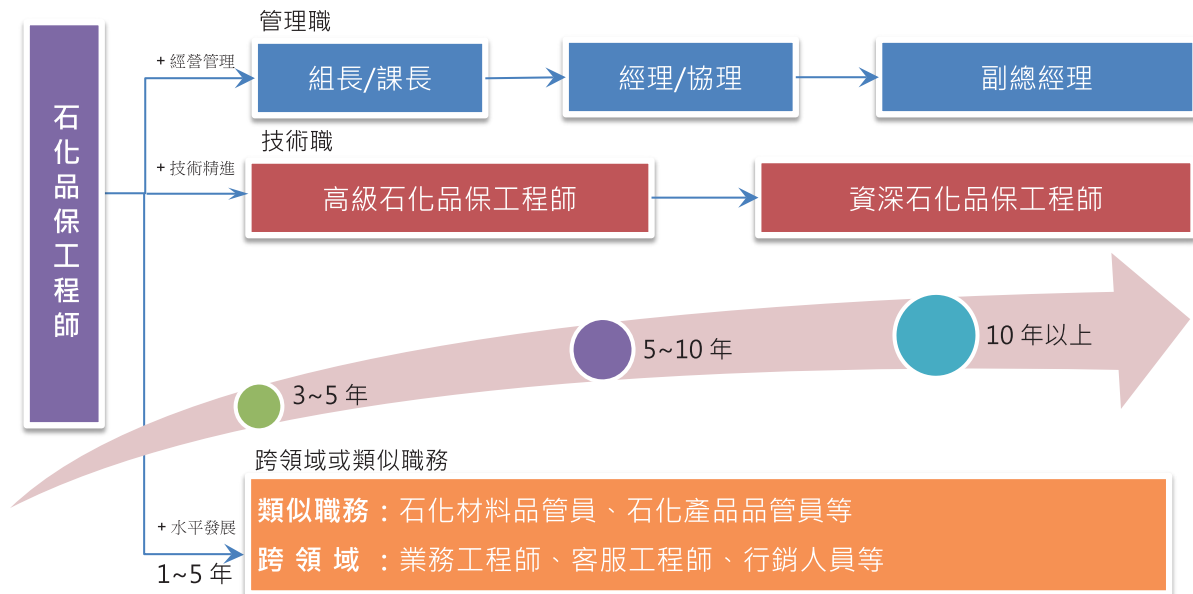 石化品保工程師
管理職
+ 經營管理
組長/課長
經理/協理
副總經理
技術職
+ 技術精進
高級石化品保工程師
資深石化品保工程師
3~5 年
5~10 年
10 年以上
跨領域或類似職務
+ 水平發展
1~5 年
類似職務：石化材料品管員、石化產品品管員等
跨 領 域 ：業務工程師、客服工程師、行銷人員等